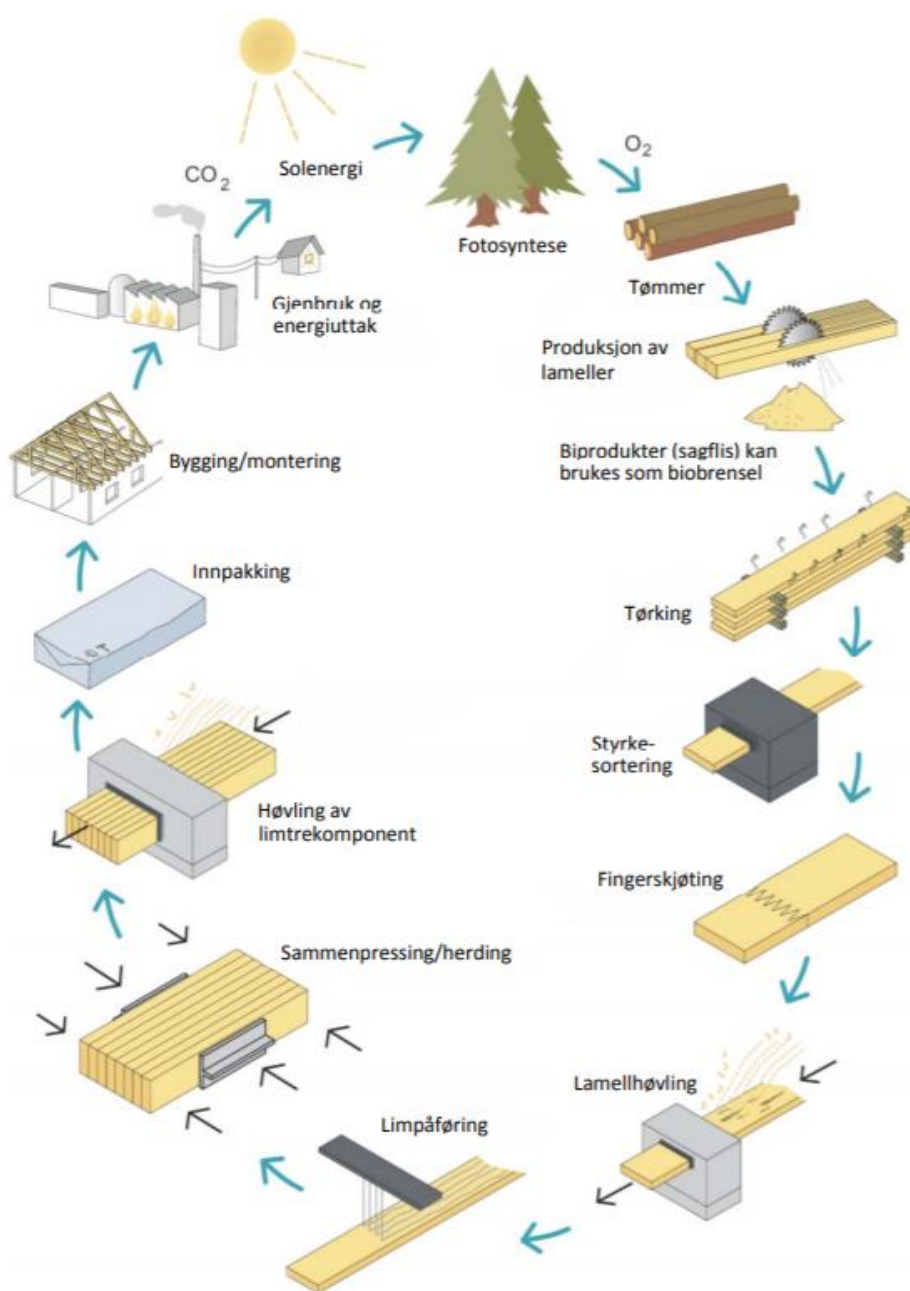 Solenergi
CO2
Fotosyntese
O2
Tømmer
Produksjon av
lameller
Biprodukter (sagflis) kan
brukes som biobrensel
Tørking
Styrke-
sortering
Fingerskjøting
Lamellhøvling
Limpåføring
Sammenpressing/herding
Høvling av
limtrekomponent
Innpakking
Bygging/montering
Gjenbruk og
energiuttak